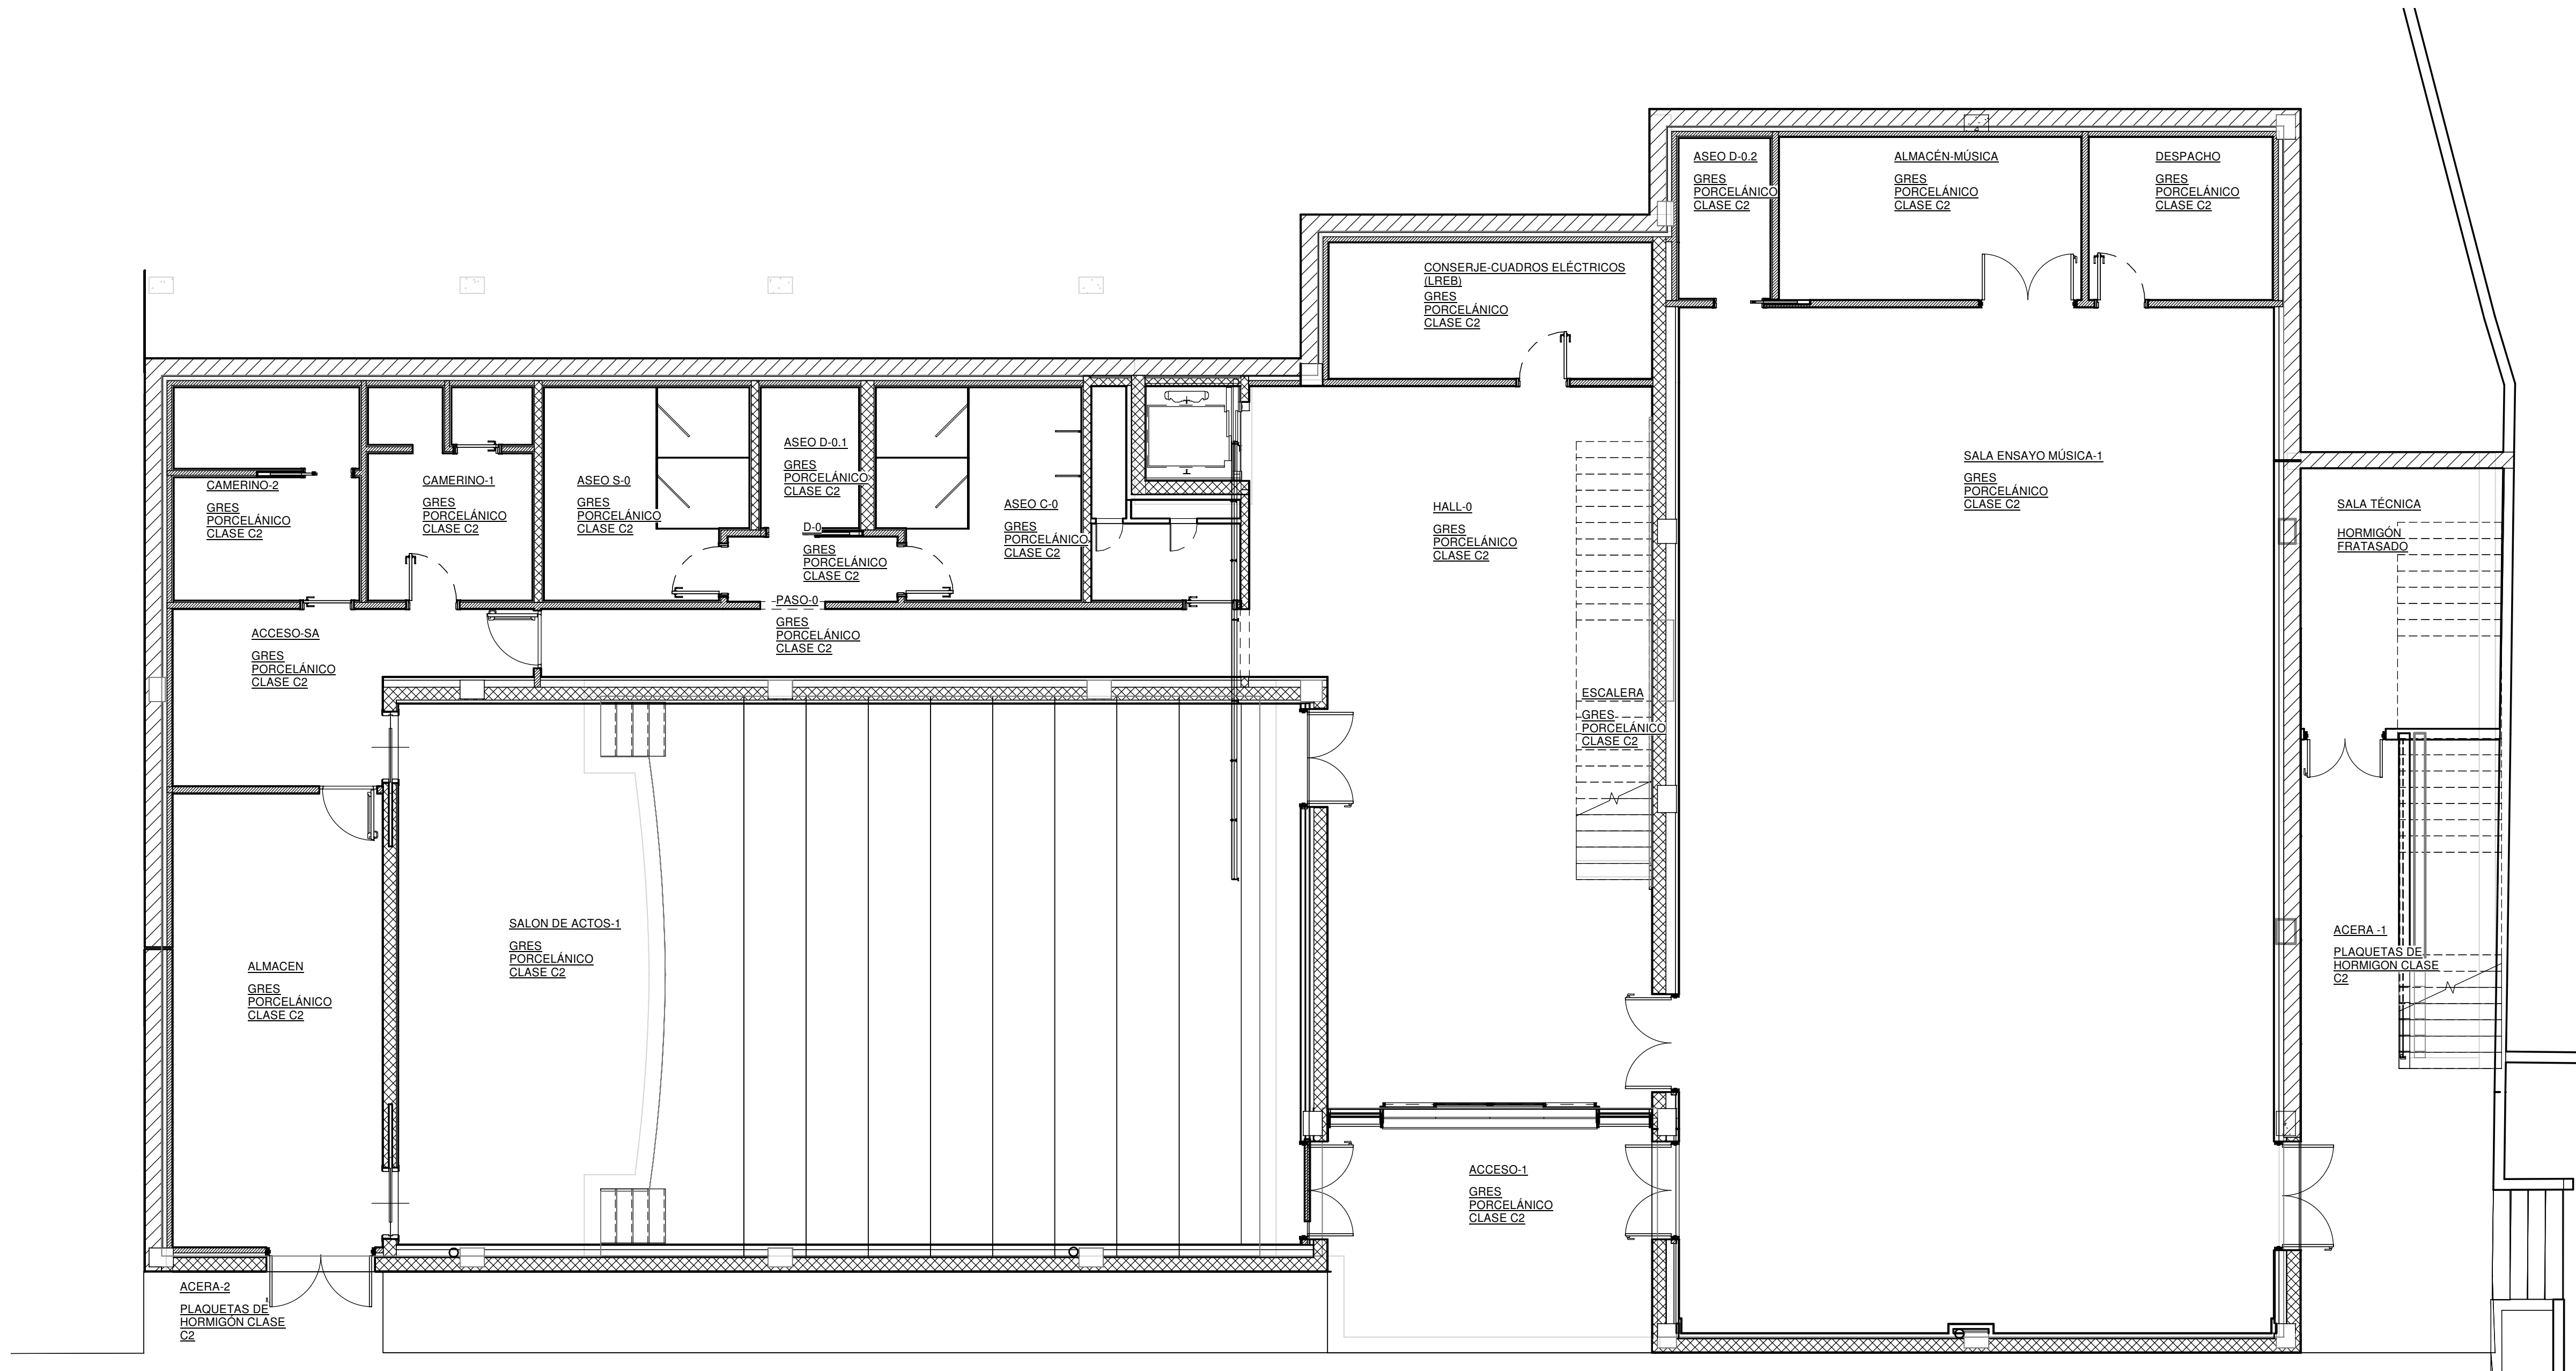 ASEO D-0.2
GRES
PORCELÁNICO
CLASE C2
ALMACÉN-MÚSICA
GRES
PORCELÁNICO
CLASE C2
DESPACHO
GRES
PORCELÁNICO
CLASE C2
CONSERJE-CUADROS ELÉCTRICOS
(LREB)
GRES
PORCELÁNICO
CLASE C2
CAMERINO-2
GRES
PORCELÁNICO
CLASE C2
CAMERINO-1
GRES
PORCELÁNICO
CLASE C2
ASEO S-0
GRES
PORCELÁNICO
CLASE C2
ASEO D-0.1
GRES
PORCELÁNICO
CLASE C2
D-0
GRES
PORCELÁNICO
CLASE C2
ASEO C-0
GRES
PORCELÁNICO
CLASE C2
HALL-0
GRES
PORCELÁNICO
CLASE C2
SALA ENSAYO MÚSICA-1
GRES
PORCELÁNICO
CLASE C2
SALA TÉCNICA
HORMIGÓN
FRATASADO
PASO-0
GRES
PORCELÁNICO
CLASE C2
ACCESO-SA
GRES
PORCELÁNICO
CLASE C2
ESCALERA
GRES
PORCELÁNICO
CLASE C2
SALON DE ACTOS-1
GRES
PORCELÁNICO
CLASE C2
ALMACEN
GRES
PORCELÁNICO
CLASE C2
ACERA -1
PLAQUETAS DE
HORMIGON CLASE
C2
ACCESO-1
GRES
PORCELÁNICO
CLASE C2
ACERA-2
PLAQUETAS DE
HORMIGÓN CLASE
C2